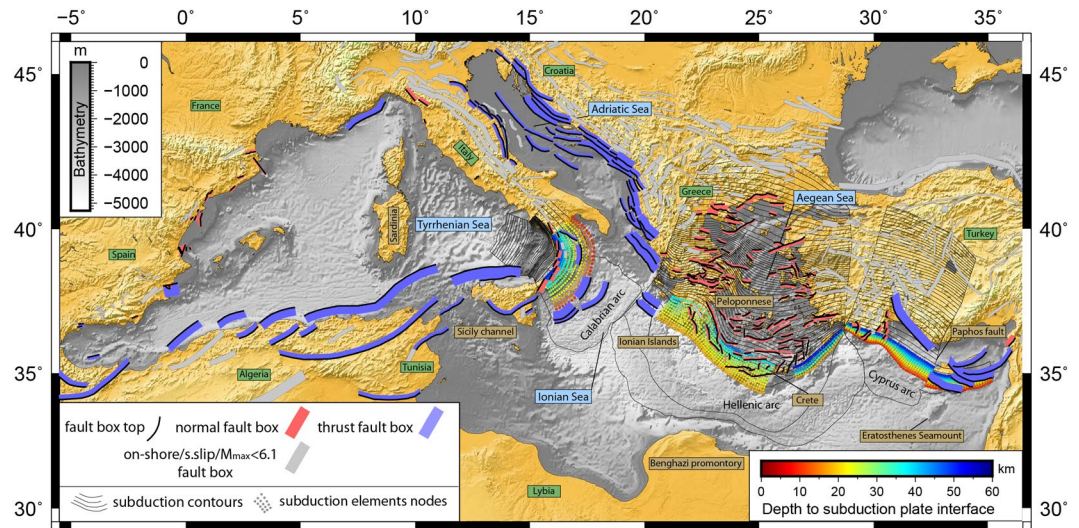 −5° 0° 5° 10° 15° 20° 25° 30° 35°
m
0
−1000
−2000
−3000
−4000
−5000
Bathymetry
45°
40°
35°
30°
45°
40°
35°
30°
France
Croatia
Adriatic Sea
Italy
Greece
Aegean Sea
Sardinia
Tyrrhenian Sea
Turkey
Spain
Peloponnese
Calabrian arc
Sicily channel
Ionian Islands
Paphos fault
Algeria
Tunisia
Ionian Sea
Hellenic arc
Crete
Cyprus arc
Eratosthenes Seamount
Benghazi promontory
Lybia
fault box top normal fault box thrust fault box
on-shore/s.slip/Mmax<6.1
fault box
subduction contours subduction elements nodes
km
0 10 20 30 40 50 60
Depth to subduction plate interface